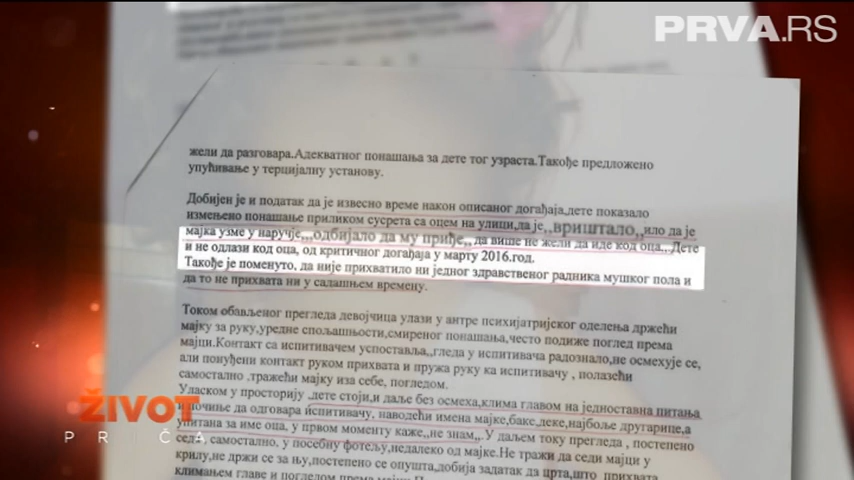 PRVA.RS
жели да разговара.Адекватног понашања за дете тог узраста.Такође предложено
упућивање у терцијалну установу.
Добијен је и податак да је извесно време након описаног догађаја,дете показало
измењено понашање приликом сусрета са оцем на улици,да је,,вриштало,,ило да је
мајка узме у наручје,,,одбијало да му приђе,, да више не жели да иде код оца,,.Дете
и не одлази код оца, од критичног догађаја у марту 2016.год.
Такође је поменуто, да није прихватило ни једног здравственог радника мушког пола и
да то не прихвата ни у садашњем времену.
Током обављеног прегледа девојчица улази у антре психијатријског оделења држећи
мајку за руку,уредне спољашњости,смиреног понашања,често подиже поглед према
мајци.Контакт са испитивачем успоставља,,гледа у испитивача радознало,не осмехује се,
али понуђени контакт руком прихвата и пружа руку ка испитивачу , полазећи
самостално ,тражећи мајку иза себе, погледом.
Уласком у просторију ,дете стоји,и даље без осмеха,клима главом на једноставна питања
и почиње да одговара испитивачу, наводећи имена мајке,баке,деке,најбоље другарице,а
упитана за име оца, у првом моменту каже,,не знам,,.У даљем току прегледа , постепено
седа, самостално, у посебну фотељу,недалеко од мајке.Не тражи да седи мајци у
крилу,не држи се за њу,постепено се опушта,добија задатак да црта,што прихвата
климањем главе и погледом према мајци.
ŽIVOT
PRIČA